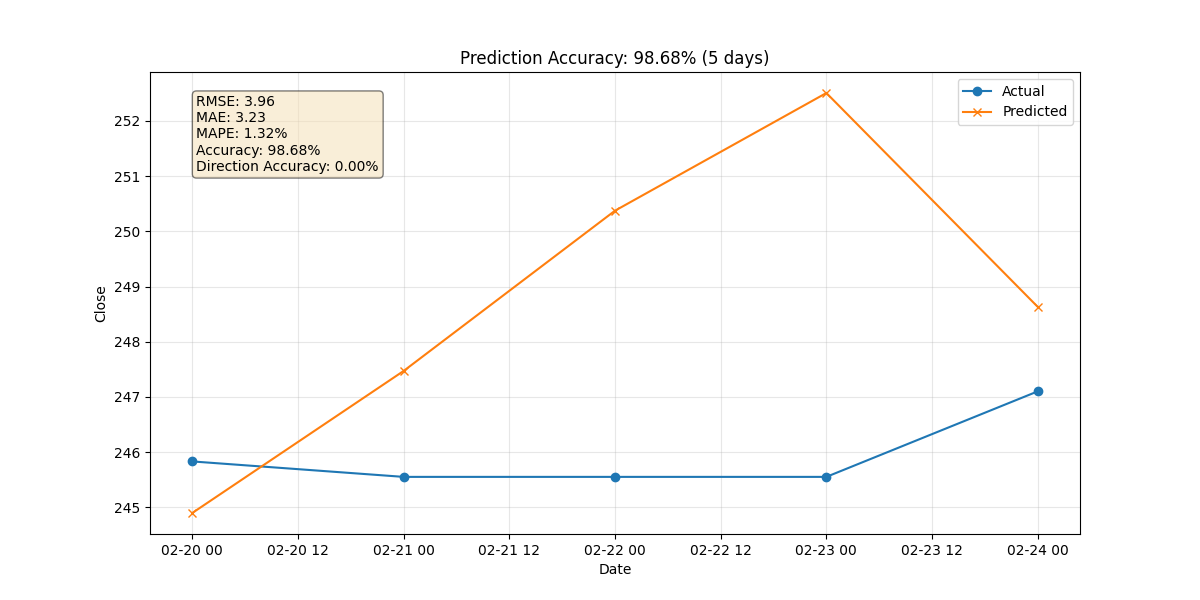 Prediction Accuracy: 98.68% (5 days)
RMSE: 3.96
MAE: 3.23
MAPE: 1.32%
Accuracy: 98.68%
Direction Accuracy: 0.00%
Actual
Predicted
Close
252
251
250
249
248
247
246
245
02-20 00
02-20 12
02-21 00
02-21 12
02-22 00
02-22 12
02-23 00
02-23 12
02-24 00
Date